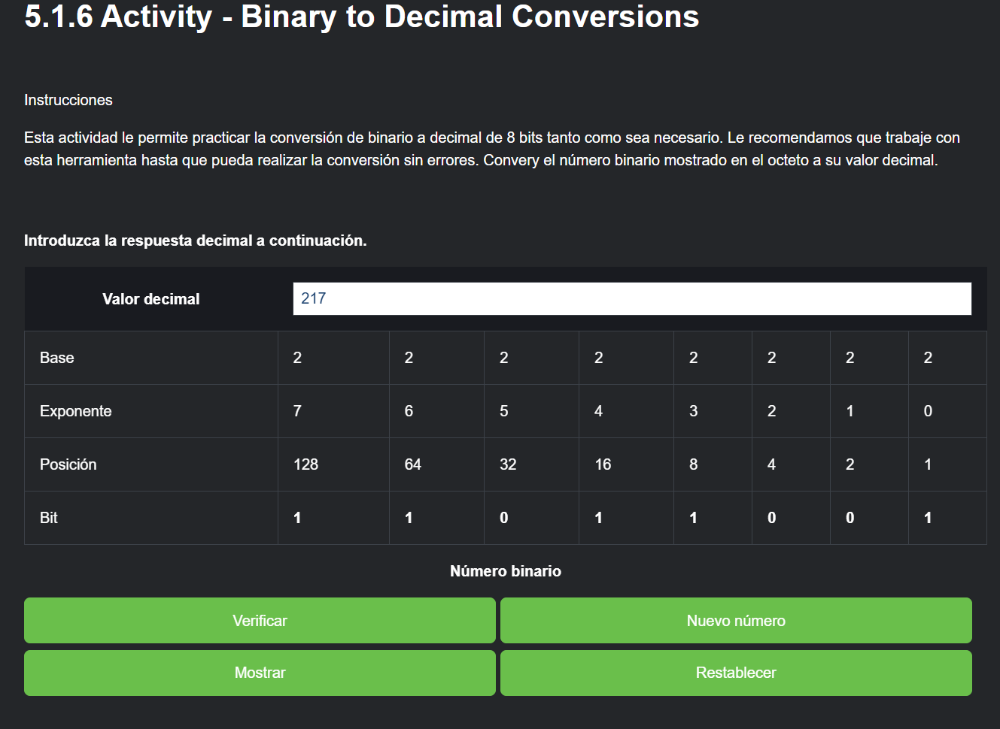 5.1.6 Activity - Binary to Decimal Conversions
Instrucciones
Esta actividad le permite practicar la conversión de binario a decimal de 8 bits tanto como sea necesario. Le recomendamos que trabaje con
esta herramienta hasta que pueda realizar la conversión sin errores. Convery el número binario mostrado en el octeto a su valor decimal.
Introduzca la respuesta decimal a continuación.
Valor decimal 217
Base 2 2 2 2 2 2 2 2
Exponente 7 6 5 4 3 2 1 0
Posición 128 64 32 16 8 4 2 1
Bit 1 1 0 1 1 0 0 1
Número binario
Verificar Nuevo número
Mostrar Restablecer